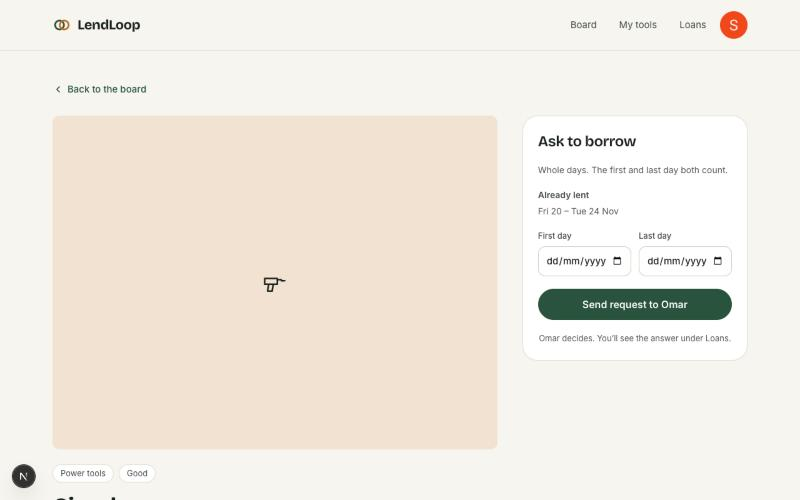 LendLoop
Board
My tools
Loans
S
Back to the board
Ask to borrow
Whole days. The first and last day both count.
Already lent
Fri 20 – Tue 24 Nov
First day
Last day
dd/mm/yyyy
dd/mm/yyyy
Send request to Omar
Omar decides. You'll see the answer under Loans.
Power tools
Good
N